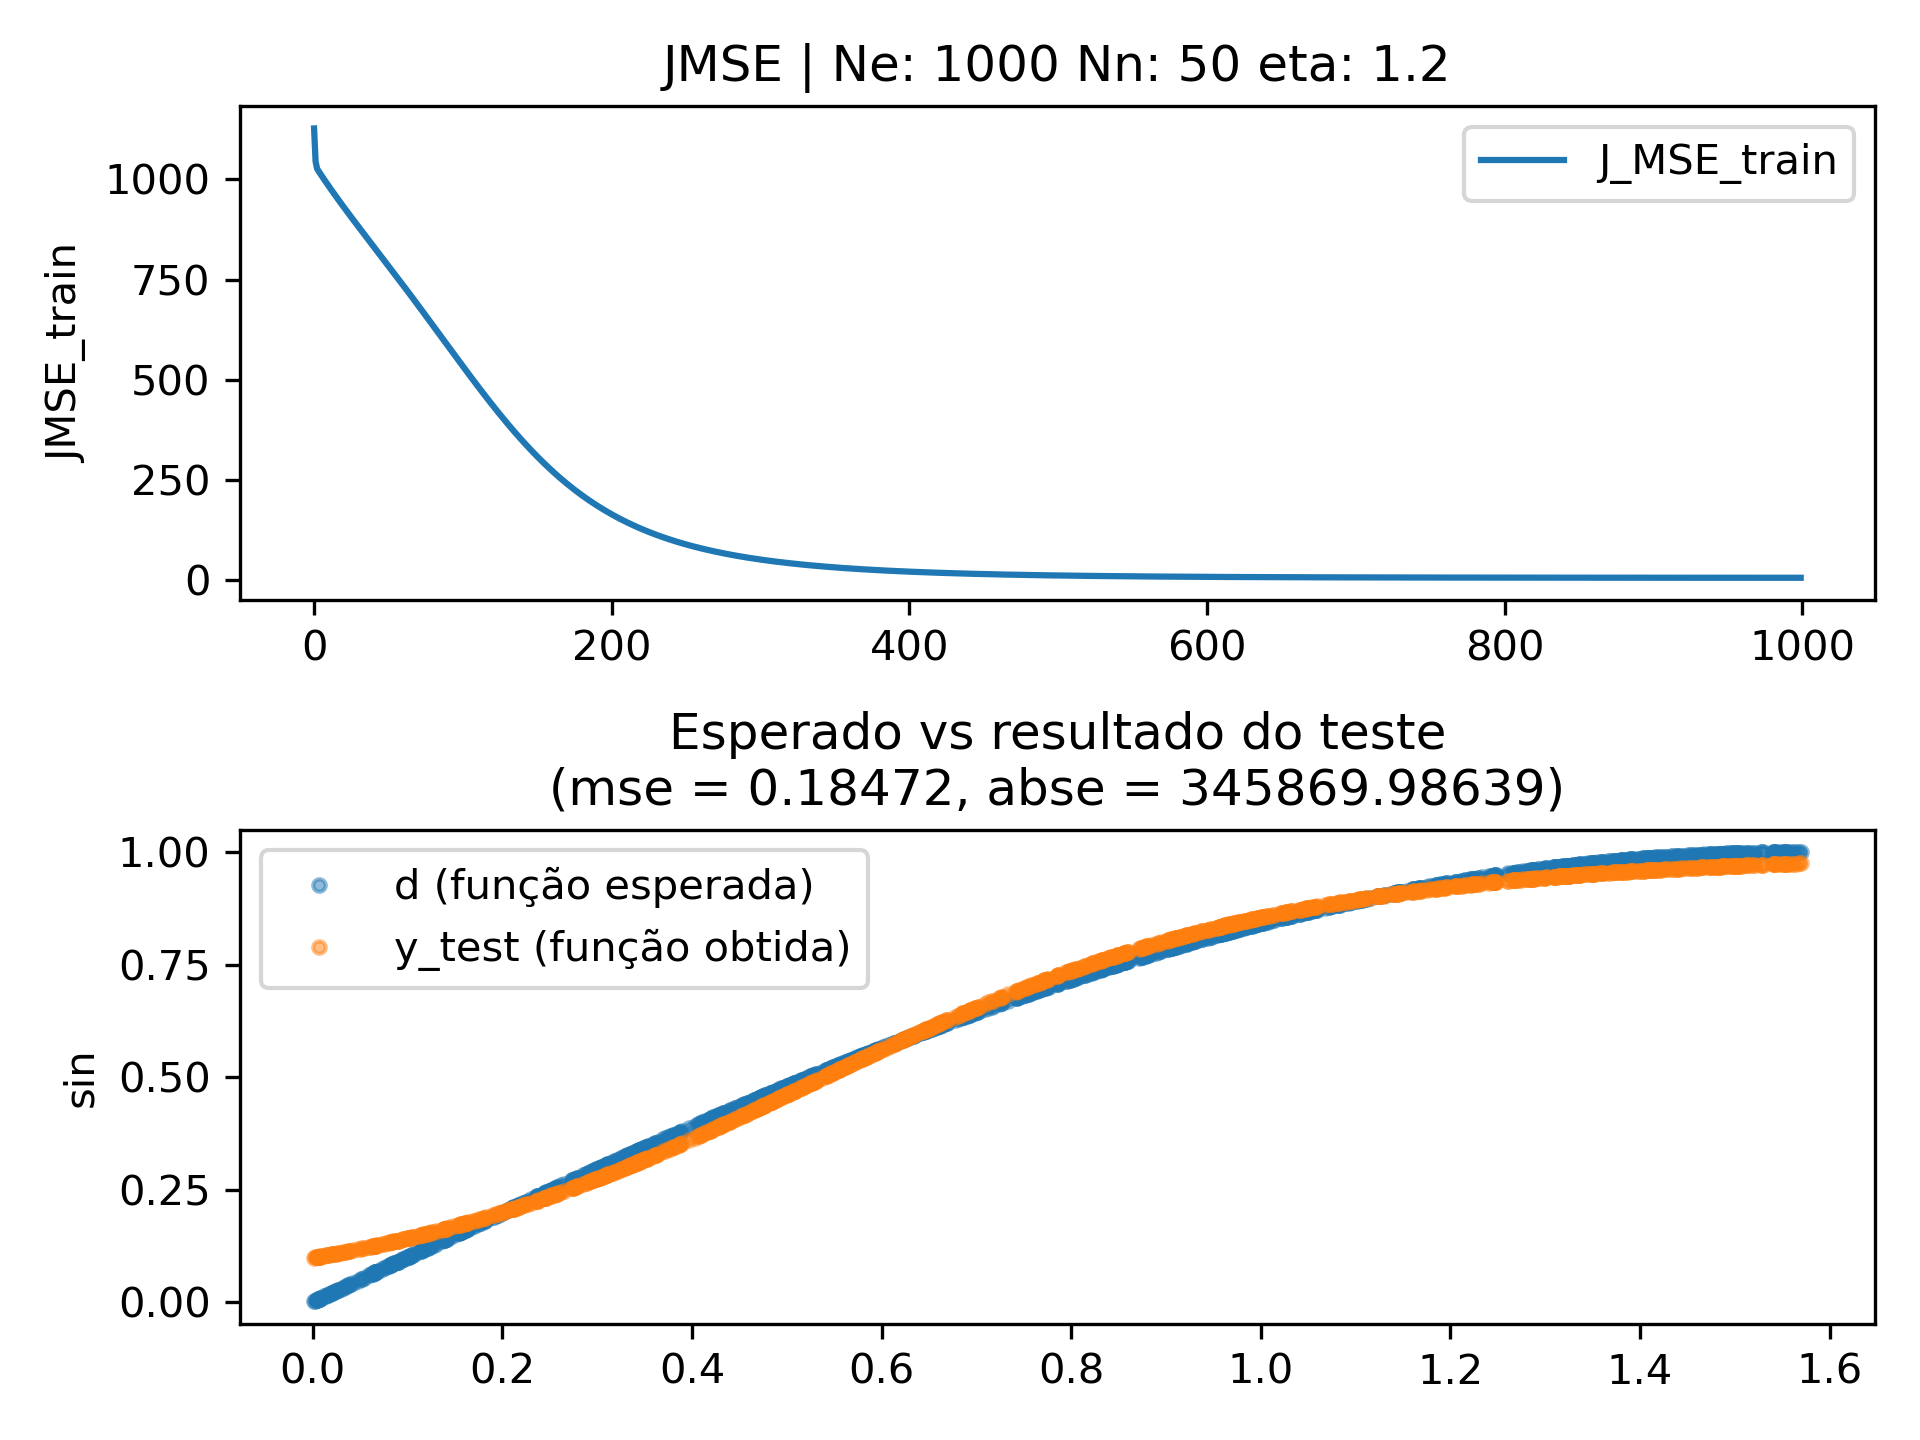 JMSE | Ne: 1000 Nn: 50 eta: 1.2
J_MSE_train
JMSE_train
1000
750
500
250
0
0 200 400 600 800 1000
Esperado vs resultado do teste
(mse = 0.18472, abse = 345869.98639)
d (função esperada)
y_test (função obtida)
sin
1.00
0.75
0.50
0.25
0.00
0.0 0.2 0.4 0.6 0.8 1.0 1.2 1.4 1.6